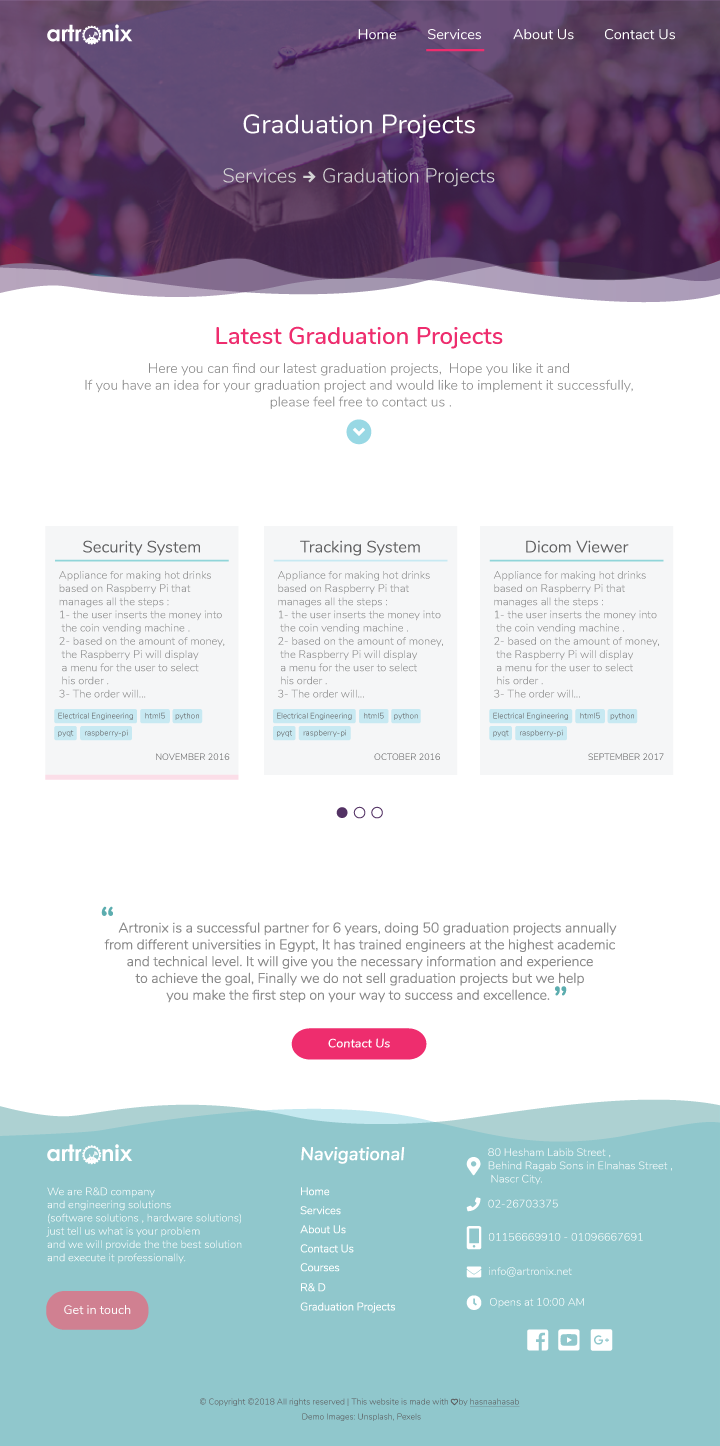 artronix
Home Services About Us Contact Us
Graduation Projects
Services → Graduation Projects
Latest Graduation Projects
Here you can find our latest graduation projects, Hope you like it and
If you have an idea for your graduation project and would like to implement it successfully,
please feel free to contact us .
Security System
Appliance for making hot drinks
based on Raspberry Pi that
manages all the steps :
1- the user inserts the money into
the coin vending machine .
2- based on the amount of money,
the Raspberry Pi will display
a menu for the user to select
his order .
3- The order will...
Electrical Engineering html5 python
pyqt raspberry-pi
NOVEMBER 2016
Tracking System
Appliance for making hot drinks
based on Raspberry Pi that
manages all the steps :
1- the user inserts the money into
the coin vending machine .
2- based on the amount of money,
the Raspberry Pi will display
a menu for the user to select
his order .
3- The order will...
Electrical Engineering html5 python
pyqt raspberry-pi
OCTOBER 2016
Dicom Viewer
Appliance for making hot drinks
based on Raspberry Pi that
manages all the steps :
1- the user inserts the money into
the coin vending machine .
2- based on the amount of money,
the Raspberry Pi will display
a menu for the user to select
his order .
3- The order will...
Electrical Engineering html5 python
pyqt raspberry-pi
SEPTEMBER 2017
“ Artronix is a successful partner for 6 years, doing 50 graduation projects annually
from different universities in Egypt, It has trained engineers at the highest academic
and technical level. It will give you the necessary information and experience
to achieve the goal, Finally we do not sell graduation projects but we help
you make the first step on your way to success and excellence. ”
Contact Us
artronix
We are R&D company
and engineering solutions
(software solutions , hardware solutions)
just tell us what is your problem
and we will provide the the best solution
and execute it professionally.
Get in touch
Navigational
Home
Services
About Us
Contact Us
Courses
R& D
Graduation Projects
80 Hesham Labib Street ,
Behind Ragab Sons in Elnahas Street ,
Nascr City.
02-26703375
01156669910 - 01096667691
info@artronix.net
Opens at 10:00 AM
G+
© Copyright ©2018 All rights reserved | This website is made with ♡by hasnaahasab
Demo Images: Unsplash, Pexels